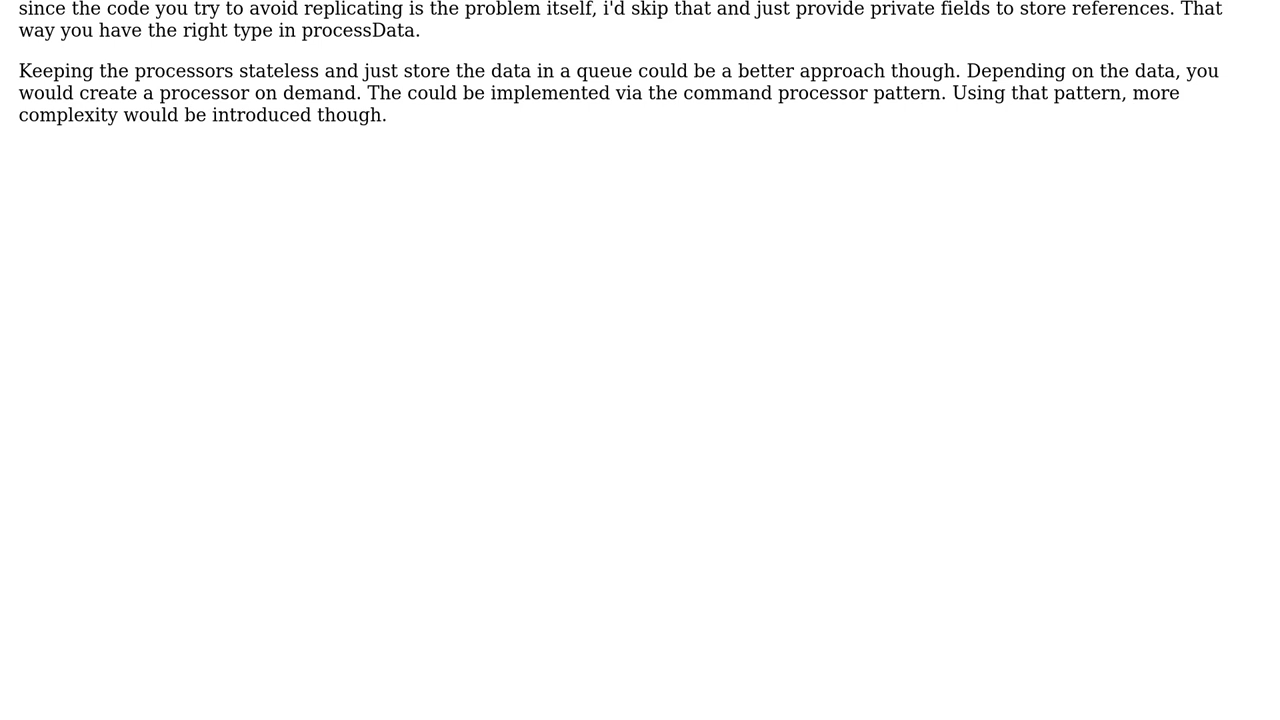 since the code you try to avoid replicating is the problem itself, i'd skip that and just provide private fields to store references. That
way you have the right type in processData.
Keeping the processors stateless and just store the data in a queue could be a better approach though. Depending on the data, you
would create a processor on demand. The could be implemented via the command processor pattern. Using that pattern, more
complexity would be introduced though.